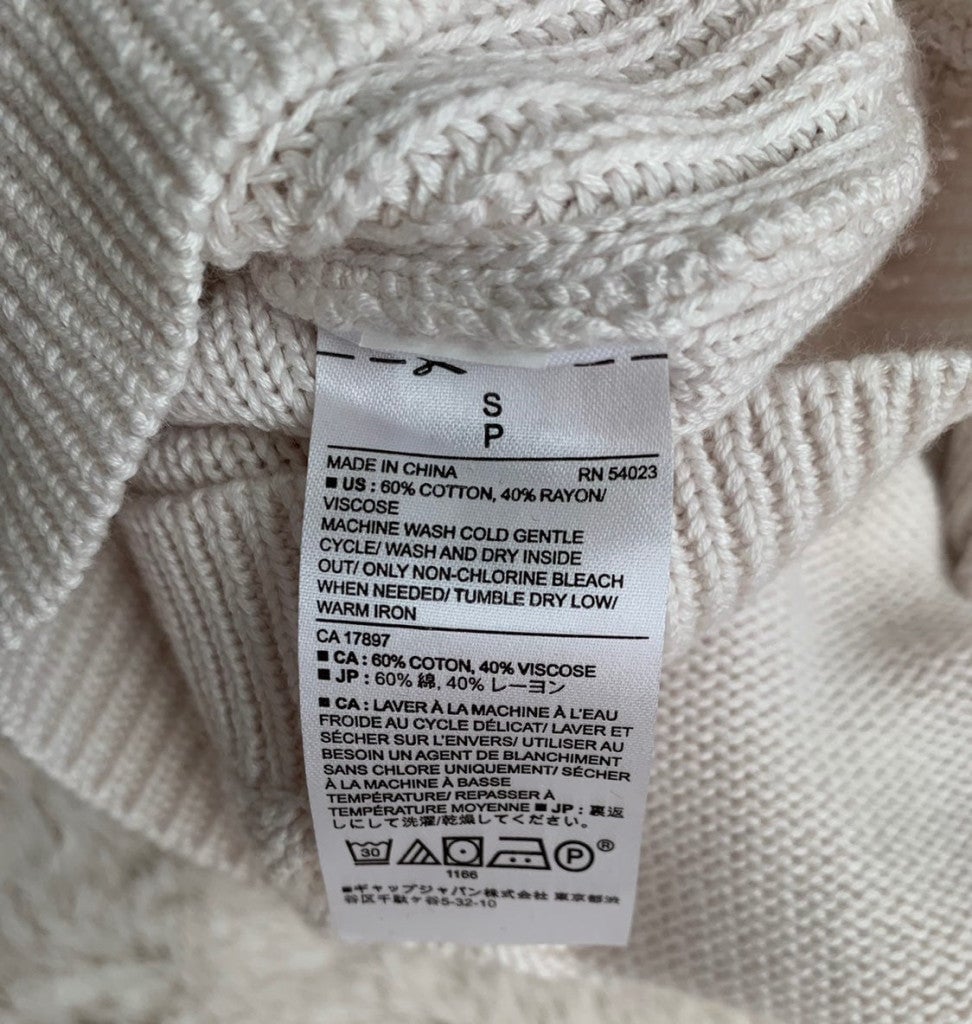 S
P
MADE IN CHINA RN 54023
■ US : 60% COTTON, 40% RAYON/
VISCOSE
MACHINE WASH COLD GENTLE
CYCLE/ WASH AND DRY INSIDE
OUT/ ONLY NON-CHLORINE BLEACH
WHEN NEEDED/ TUMBLE DRY LOW/
WARM IRON
CA 17897
■ CA : 60% COTON, 40% VISCOSE
■ JP : 60% 綿, 40% レーヨン
■ CA : LAVER À LA MACHINE À L'EAU
FROIDE AU CYCLE DÉLICAT/ LAVER ET
SÉCHER SUR L'ENVERS/ UTILISER AU
BESOIN UN AGENT DE BLANCHIMENT
SANS CHLORE UNIQUEMENT/ SÉCHER
À LA MACHINE À BASSE
TEMPÉRATURE/ REPASSER À
TEMPÉRATURE MOYENNE ■ JP : 裏返
しにして洗濯/乾燥してください。
30 P ®
1166
■ギャップジャパン株式会社 東京都渋
谷区千駄ヶ谷5-32-10